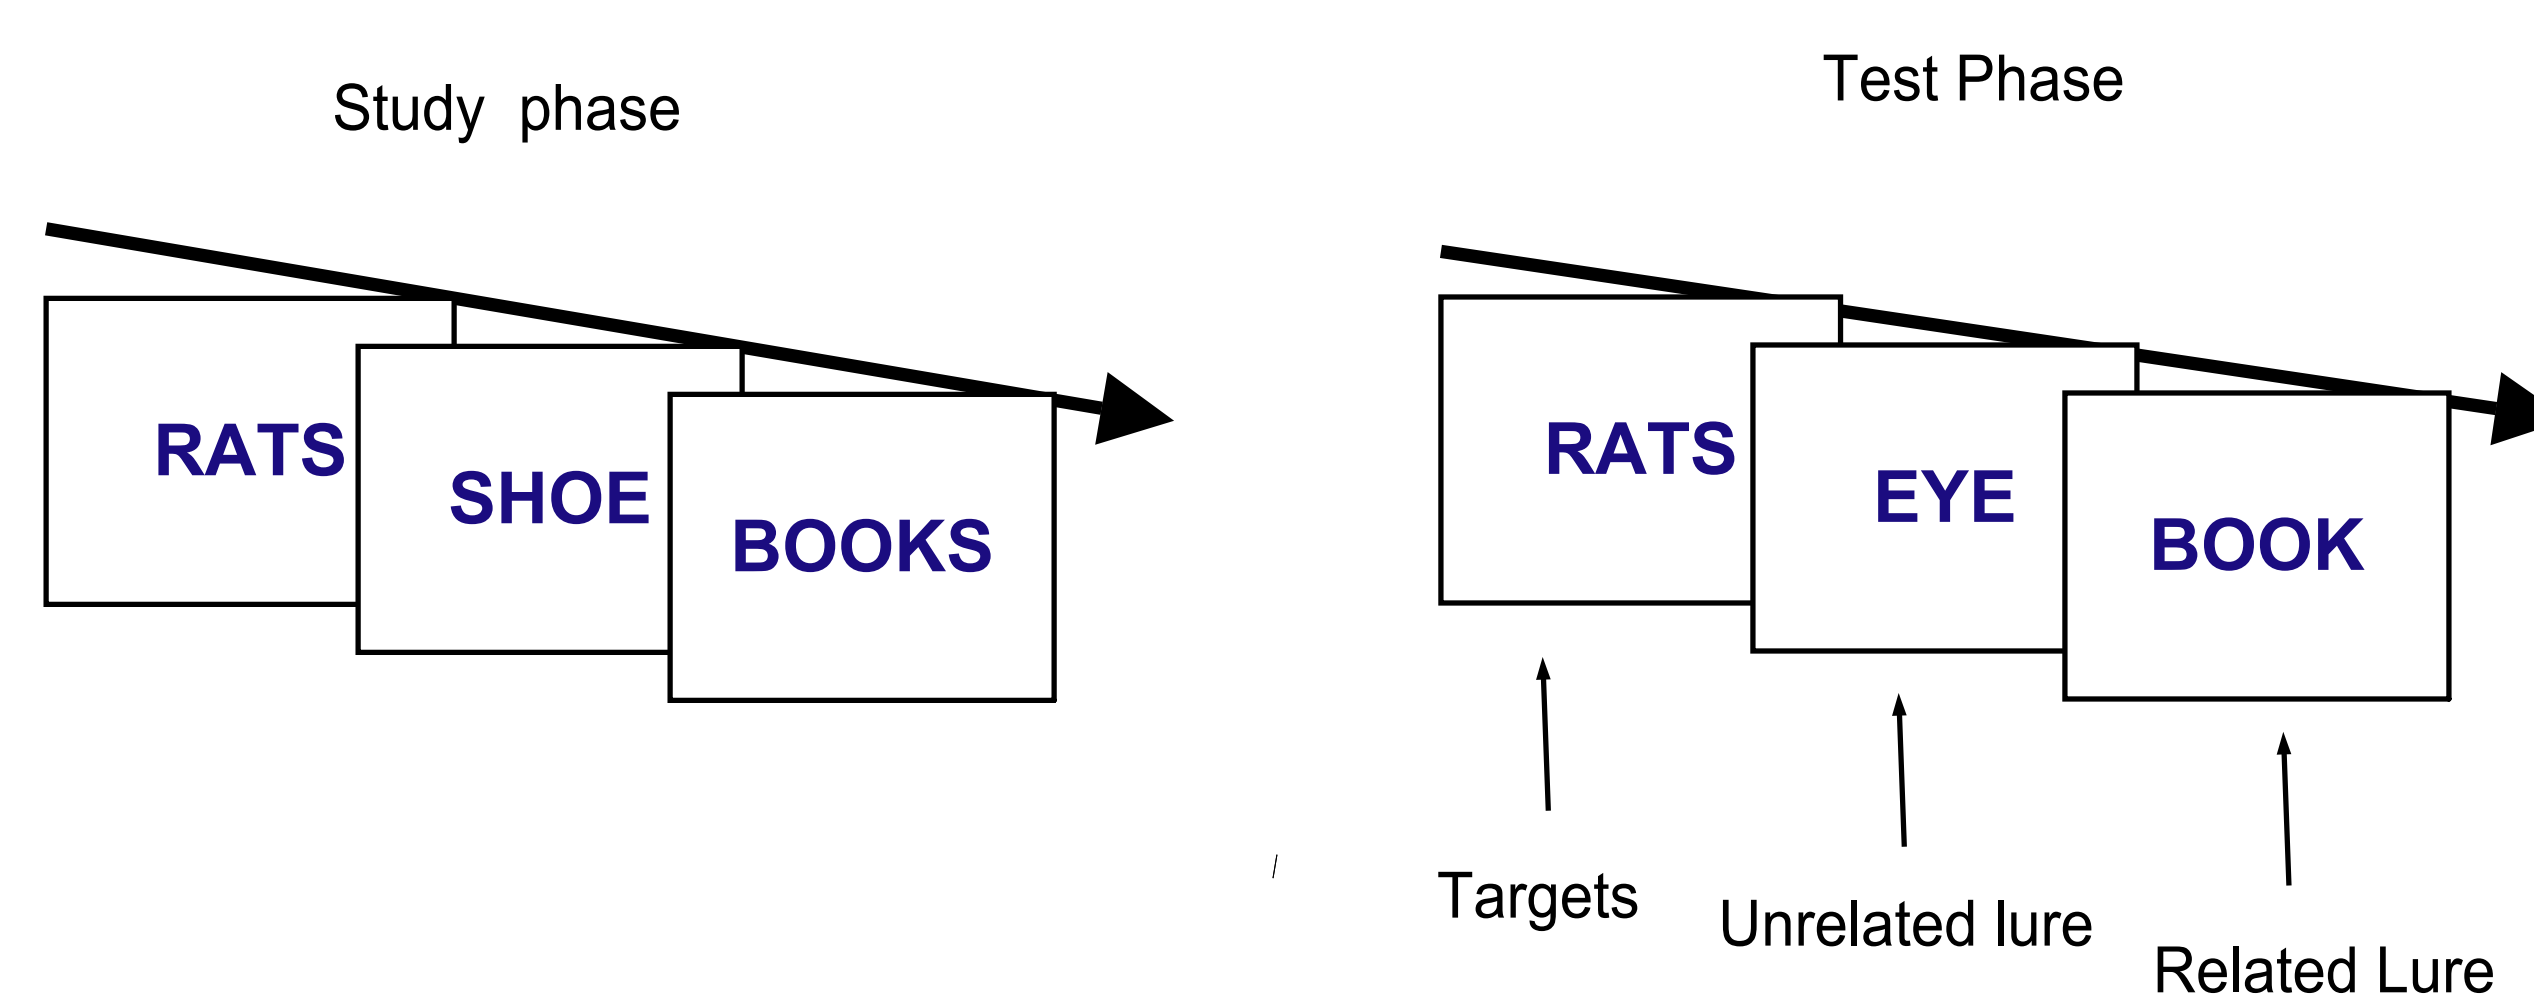 Study phase
RATS
SHOE
BOOKS
Test Phase
RATS
EYE
BOOK
Targets
Unrelated lure
Related Lure